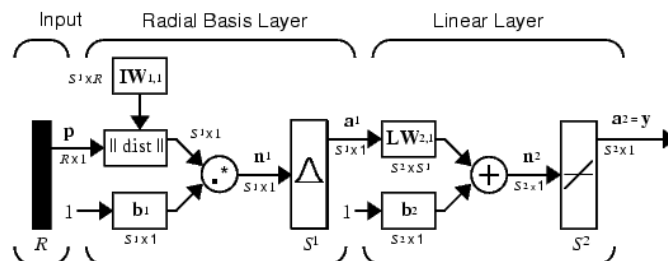 Input Radial Basis Layer Linear Layer
S¹xR IW1,1
p
Rx1
|| dist ||
S¹x1
.*
n¹
S¹x1
a¹
S¹x1
LW2,1
S²xS¹
+
n²
S²x1
a² = y
S²x1
1 b1
S¹x1
1 b2
S²x1
R S¹ S²